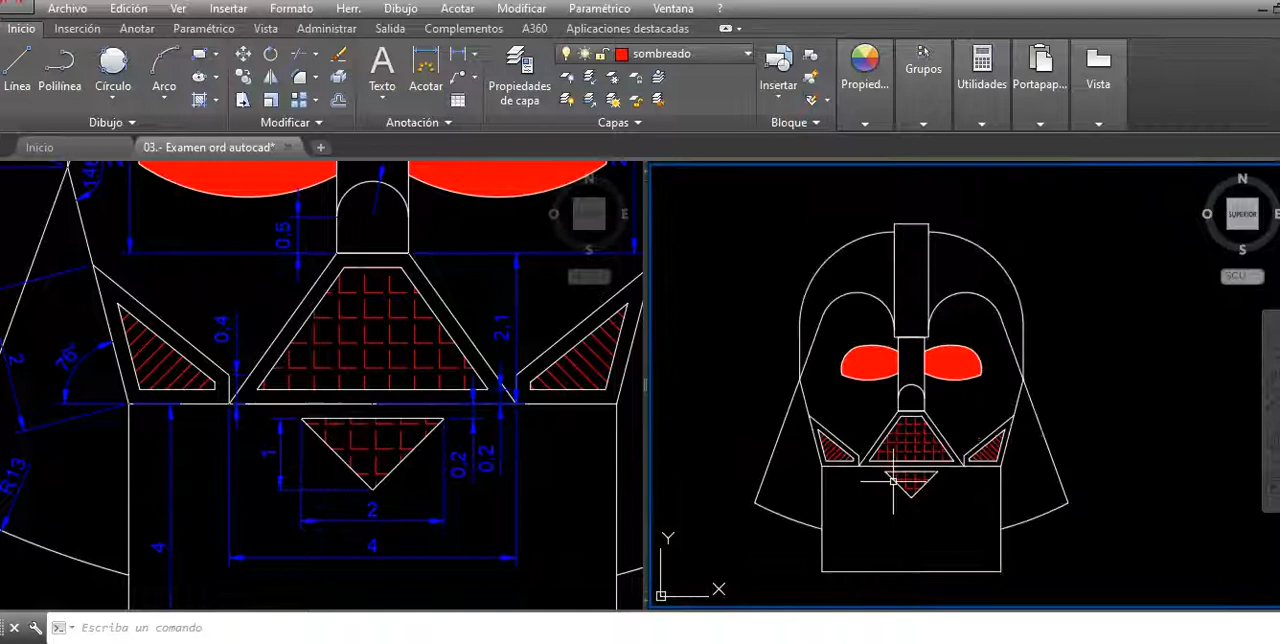 Archivo Edición Ver Insertar Formato Herr. Dibujo Acotar Modificar Paramétrico Ventana ?
Inicio Inserción Anotar Paramétrico Vista Administrar Salida Complementos A360 Aplicaciones destacadas
sombreado
Línea Polilínea Círculo Arco
Texto Acotar
Propiedades
de capa
Insertar
Propied...
Grupos
Utilidades
Portapap...
Vista
Dibujo Modificar Anotación Capas Bloque
Inicio 03.- Examen ord autocad* +
N
O E
S
N
O SUPERIOR E
S
SCU
0,5
0,4
2,1
76°
2
R13
1
0,2
0,2
2
4
4
Y
X
Escriba un comando